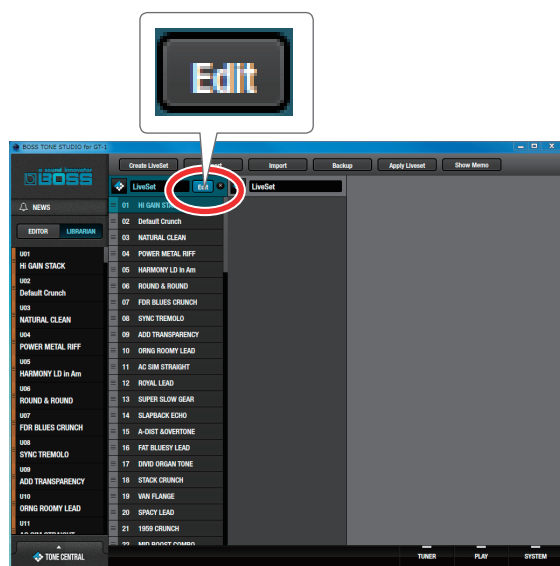 Edit
BOSS TONE STUDIO for GT-1
a sound innovator
BOSS
NEWS
EDITOR LIBRARIAN
U01
Hi GAIN STACK
U02
Default Crunch
U03
NATURAL CLEAN
U04
POWER METAL RIFF
U05
HARMONY LD in Am
U06
ROUND & ROUND
U07
FDR BLUES CRUNCH
U08
SYNC TREMOLO
U09
ADD TRANSPARENCY
U10
ORNG ROOMY LEAD
U11
TONE CENTRAL
Create LiveSet Import Backup Apply Liveset Show Memo
LiveSet Edit
01 Hi GAIN
02 Default Crunch
03 NATURAL CLEAN
04 POWER METAL RIFF
05 HARMONY LD in Am
06 ROUND & ROUND
07 FDR BLUES CRUNCH
08 SYNC TREMOLO
09 ADD TRANSPARENCY
10 ORNG ROOMY LEAD
11 AC SIM STRAIGHT
12 ROYAL LEAD
13 SUPER SLOW GEAR
14 SLAPBACK ECHO
15 A-DIST &OVERTONE
16 FAT BLUESY LEAD
17 DIVID ORGAN TONE
18 STACK CRUNCH
19 VAN FLANGE
20 SPACY LEAD
21 1959 CRUNCH
22 MID BOOST COMBO
LiveSet
TUNER PLAY SYSTEM